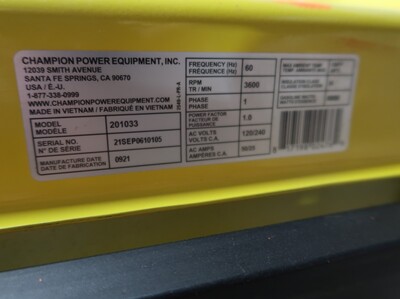 CHAMPION POWER EQUIPMENT, INC.
12039 SMITH AVENUE
SANTA FE SPRINGS, CA 90670
USA / É.U.
1-877-338-0999
WWW.CHAMPIONPOWEREQUIPMENT.COM
MADE IN VIETNAM / FABRIQUÉ EN VIETNAM
MODEL
MODÈLE
201033
SERIAL NO.
N° DE SÉRIE
21SEP0610105
MANUFACTURE DATE
DATE DE FABRICATION
0921
FREQUENCY (Hz)
FRÉQUENCE (Hz)
60
RPM
TR / MIN
3600
PHASE
PHASE
1
POWER FACTOR
FACTEUR DE
PUISSANCE
1.0
AC VOLTS
VOLTS C.A.
120/240
AC AMPS
AMPÈRES C.A.